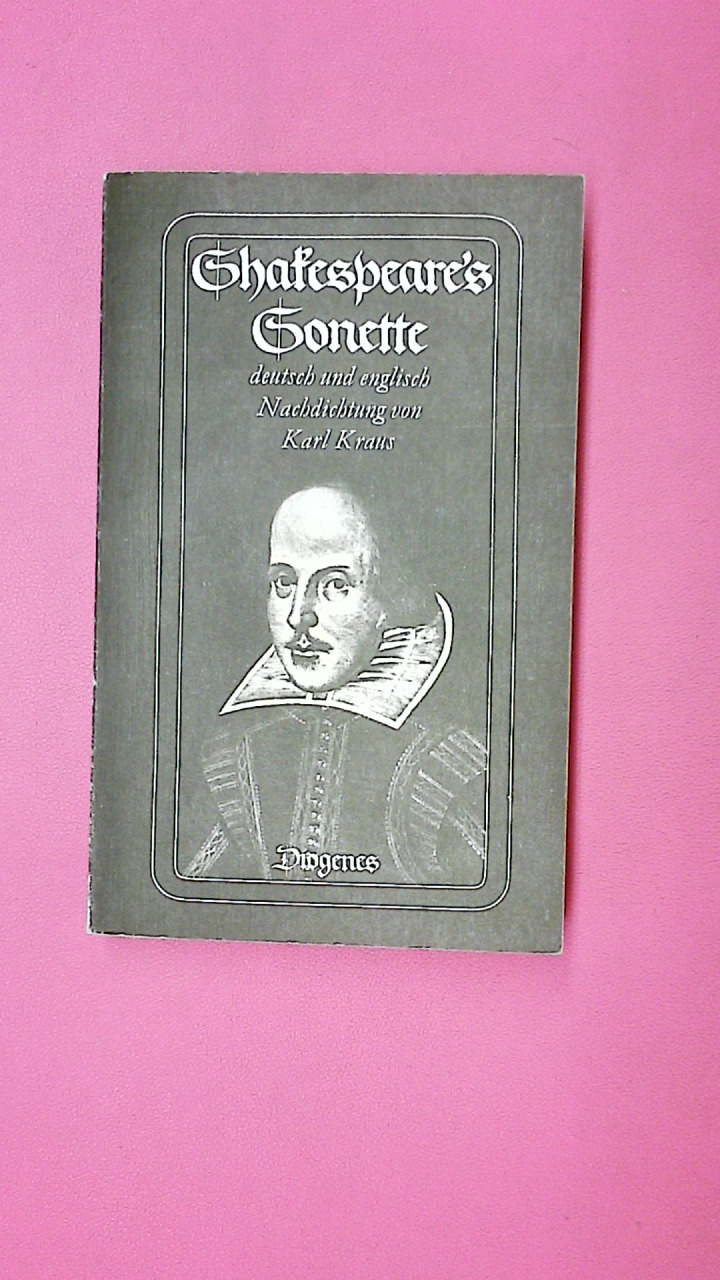 Shakespeare's
Sonette
deutsch und englisch
Nachdichtung von
Karl Kraus
Diogenes